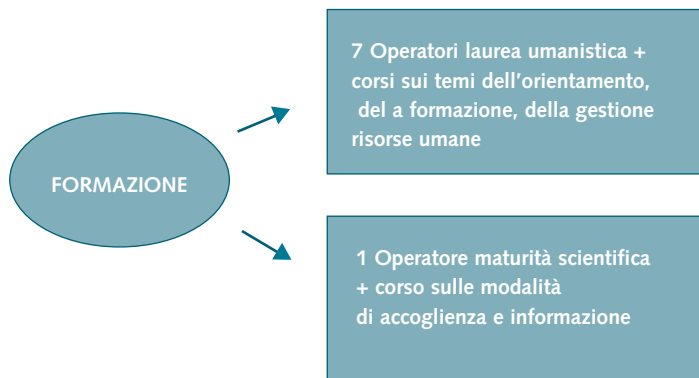 7 Operatori laurea umanistica +
corsi sui temi dell'orientamento,
del a formazione, della gestione
risorse umane
FORMAZIONE
1 Operatore maturità scientifica
+ corso sulle modalità
di accoglienza e informazione